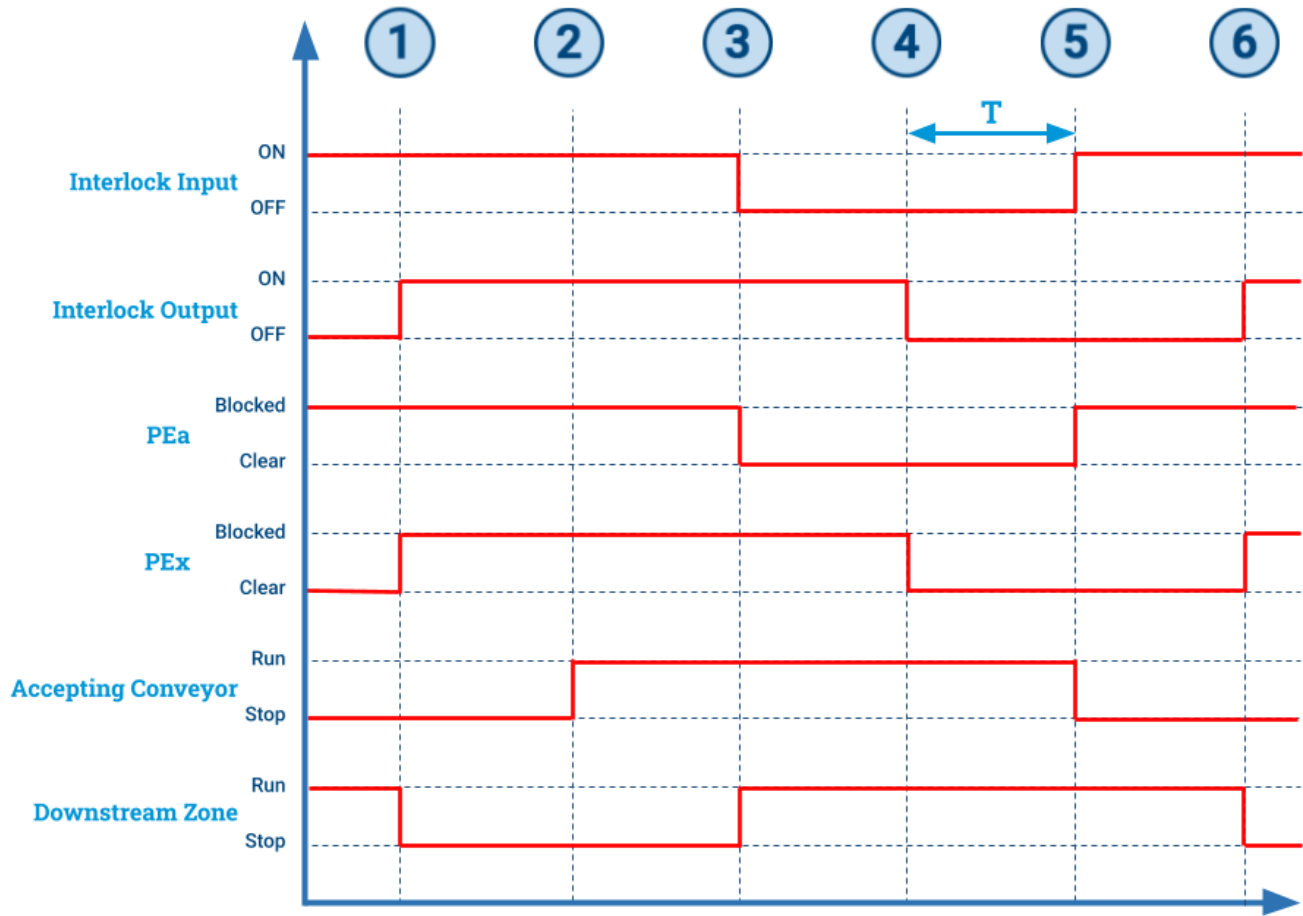 1 2 3 4 5 6
T
ON
Interlock Input
OFF
ON
Interlock Output
OFF
Blocked
PEa
Clear
Blocked
PEx
Clear
Run
Accepting Conveyor
Stop
Run
Downstream Zone
Stop